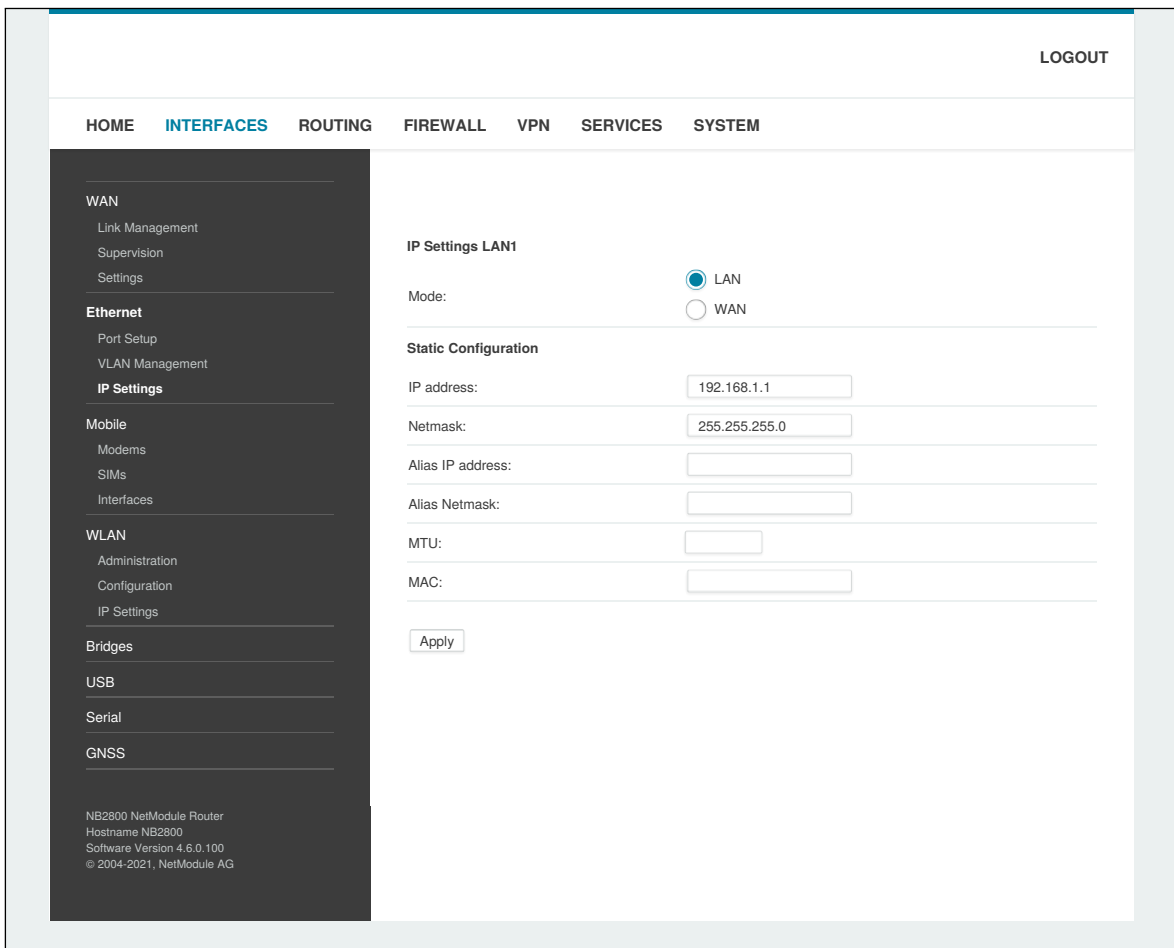 LOGOUT
HOME INTERFACES ROUTING FIREWALL VPN SERVICES SYSTEM
WAN
Link Management
Supervision
Settings
Ethernet
Port Setup
VLAN Management
IP Settings
Mobile
Modems
SIMs
Interfaces
WLAN
Administration
Configuration
IP Settings
Bridges
USB
Serial
GNSS
NB2800 NetModule Router
Hostname NB2800
Software Version 4.6.0.100
© 2004-2021, NetModule AG
IP Settings LAN1
Mode:
LAN
WAN
Static Configuration
IP address: 192.168.1.1
Netmask: 255.255.255.0
Alias IP address:
Alias Netmask:
MTU:
MAC:
Apply